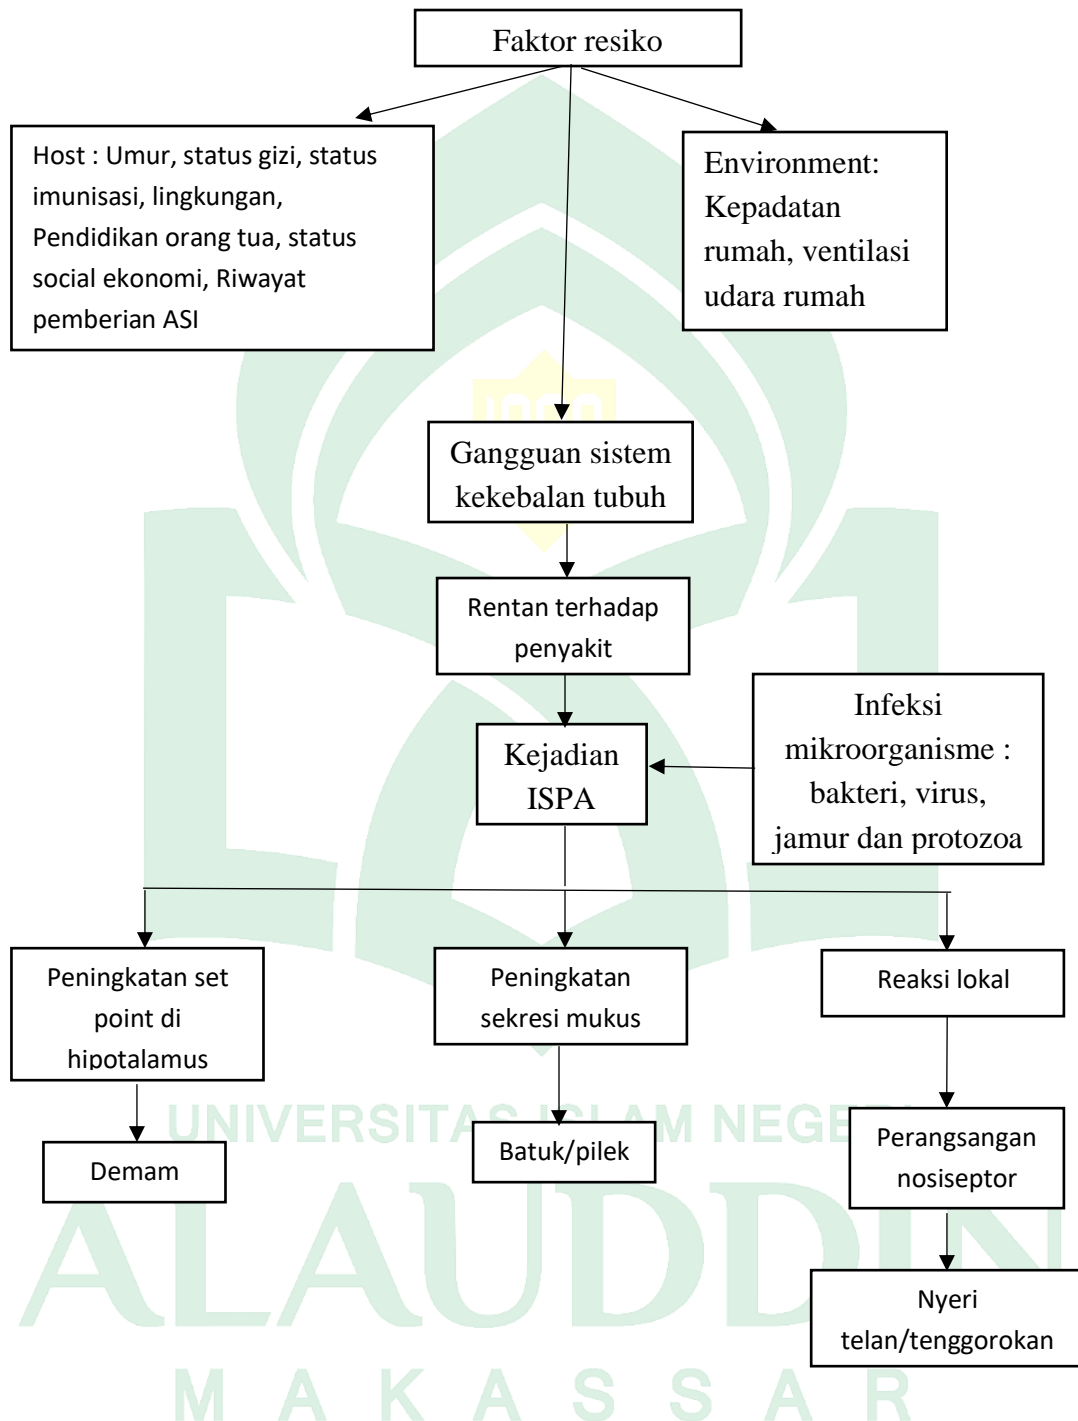 Faktor resiko
Host : Umur, status gizi, status
imunisasi, lingkungan,
Pendidikan orang tua, status
social ekonomi, Riwayat
pemberian ASI
Environment:
Kepadatan
rumah, ventilasi
udara rumah
Gangguan sistem
kekebalan tubuh
Rentan terhadap
penyakit
Kejadian
ISPA
Infeksi
mikroorganisme :
bakteri, virus,
jamur dan protozoa
Peningkatan set
point di
hipotalamus
Peningkatan
sekresi mukus
Reaksi lokal
Demam
Batuk/pilek
Perangsangan
nosiseptor
Nyeri
telan/tenggorokan
UNIVERSITAS ISLAM NEGERI
ALAUDDIN
MAKASSAR